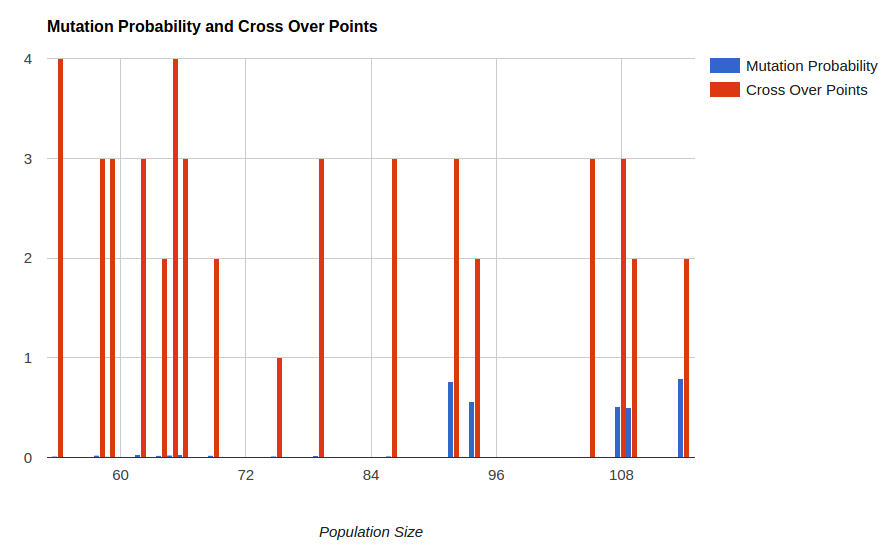 Mutation Probability and Cross Over Points
4
3
2
1
0
60 72 84 96 108
Population Size
Mutation Probability
Cross Over Points